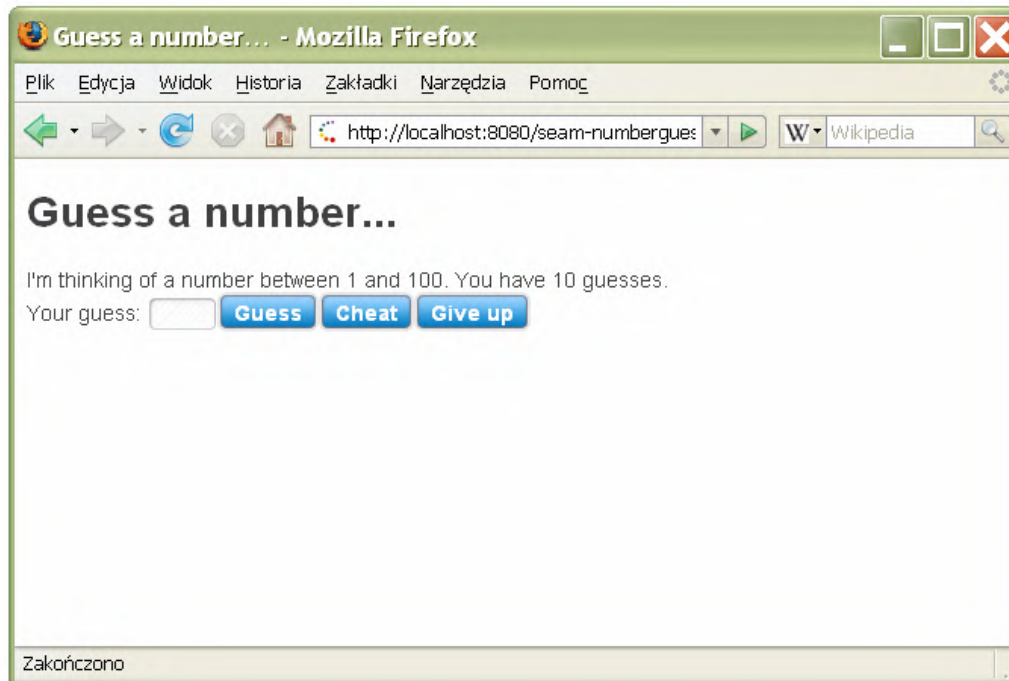 Guess a number... - Mozilla Firefox
Plik Edycja Widok Historia Zakładki Narzędzia Pomoc
http://localhost:8080/seam-numbergues W Wikipedia
Guess a number...
I'm thinking of a number between 1 and 100. You have 10 guesses.
Your guess: Guess Cheat Give up
Zakończono